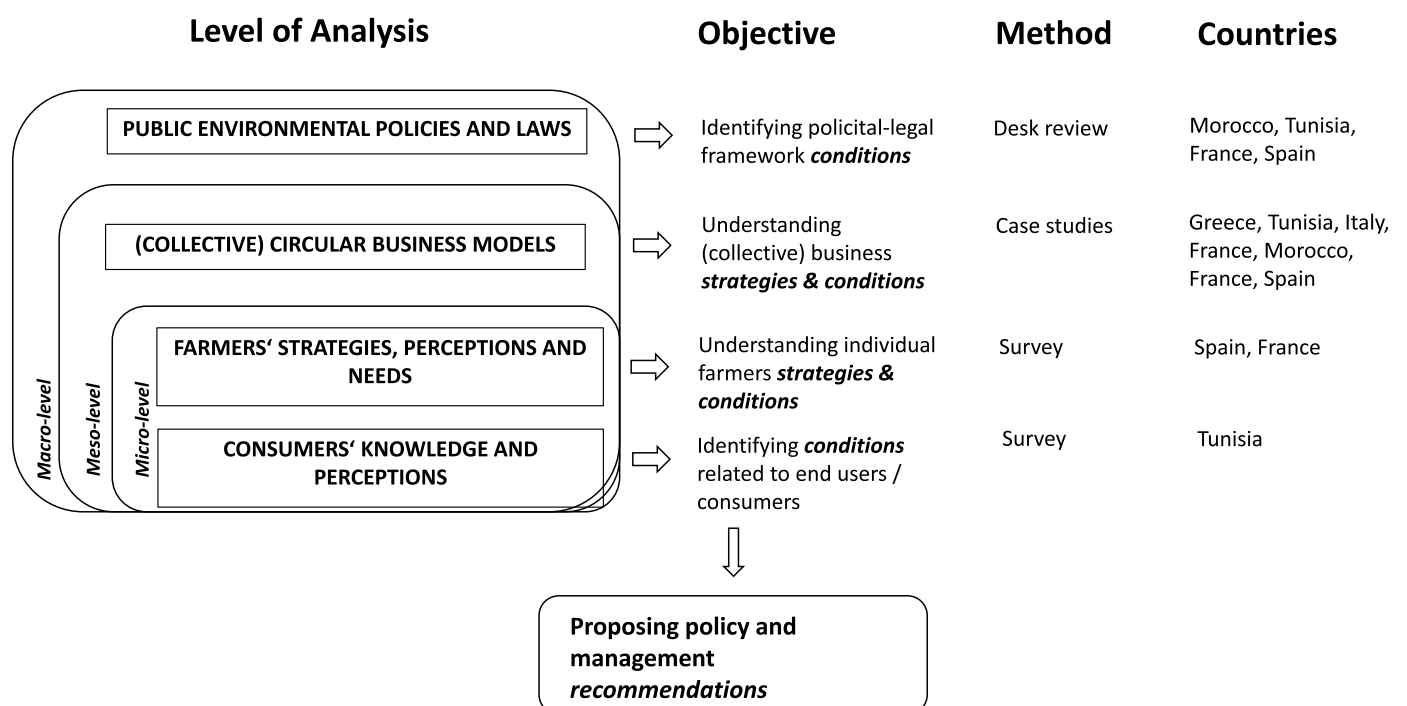 Level of Analysis
Objective
Method
Countries
PUBLIC ENVIRONMENTAL POLICIES AND LAWS
Identifying policital-legal
framework conditions
Desk review
Morocco, Tunisia,
France, Spain
(COLLECTIVE) CIRCULAR BUSINESS MODELS
Understanding
(collective) business
strategies & conditions
Case studies
Greece, Tunisia, Italy,
France, Morocco,
France, Spain
FARMERS‘ STRATEGIES, PERCEPTIONS AND
NEEDS
Understanding individual
farmers strategies &
conditions
Survey
Spain, France
CONSUMERS‘ KNOWLEDGE AND
PERCEPTIONS
Identifying conditions
related to end users /
consumers
Survey
Tunisia
Macro-level
Meso-level
Micro-level
Proposing policy and
management
recommendations